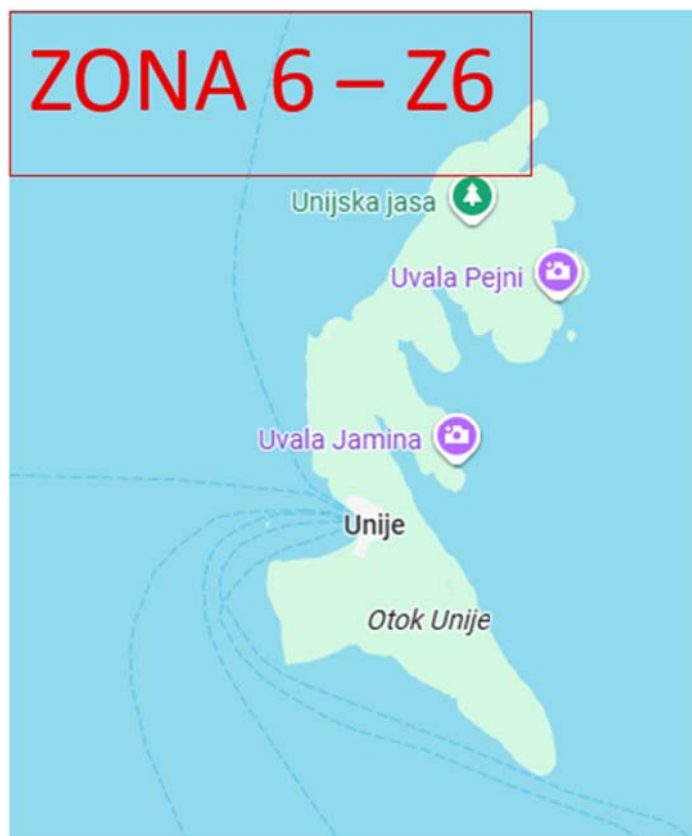 ZONA 6 – Z6
Unijska jasa
Uvala Pejni
Uvala Jamina
Unije
Otok Unije